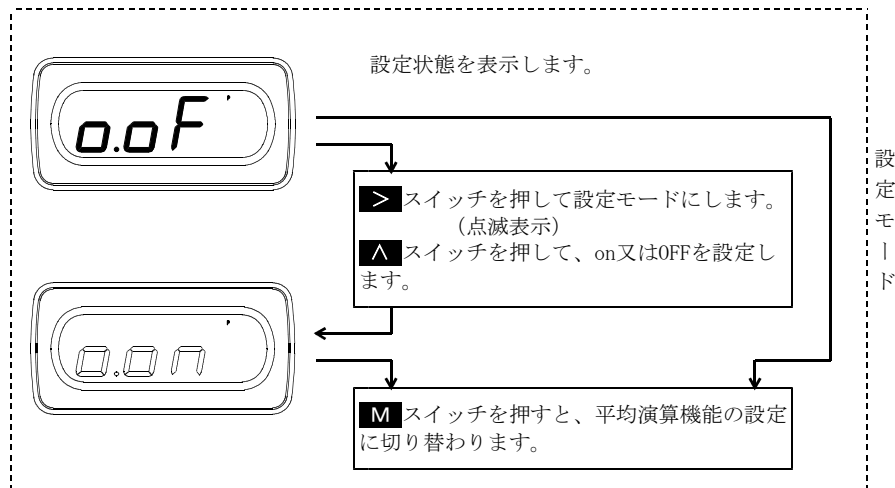 設定状態を表示します。
o.oF
> スイッチを押して設定モードにします。
(点滅表示)
∧ スイッチを押して、on又はOFFを設定し
ます。
o.on
M スイッチを押すと、平均演算機能の設定
に切り替わります。
設定モード